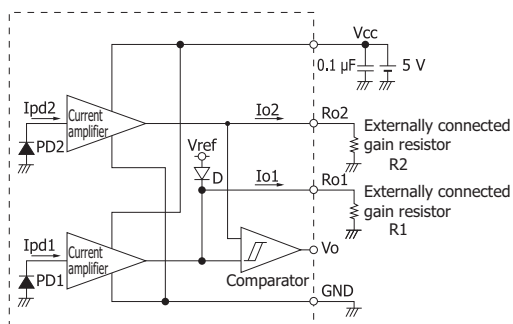 Vcc
0.1 µF
5 V
Ipd2
Current
amplifier
Io2
Ro2
PD2
Vref
Externally connected
gain resistor
R2
D
Io1
Ro1
Externally connected
gain resistor
R1
Ipd1
Current
amplifier
Vo
PD1
Comparator
GND